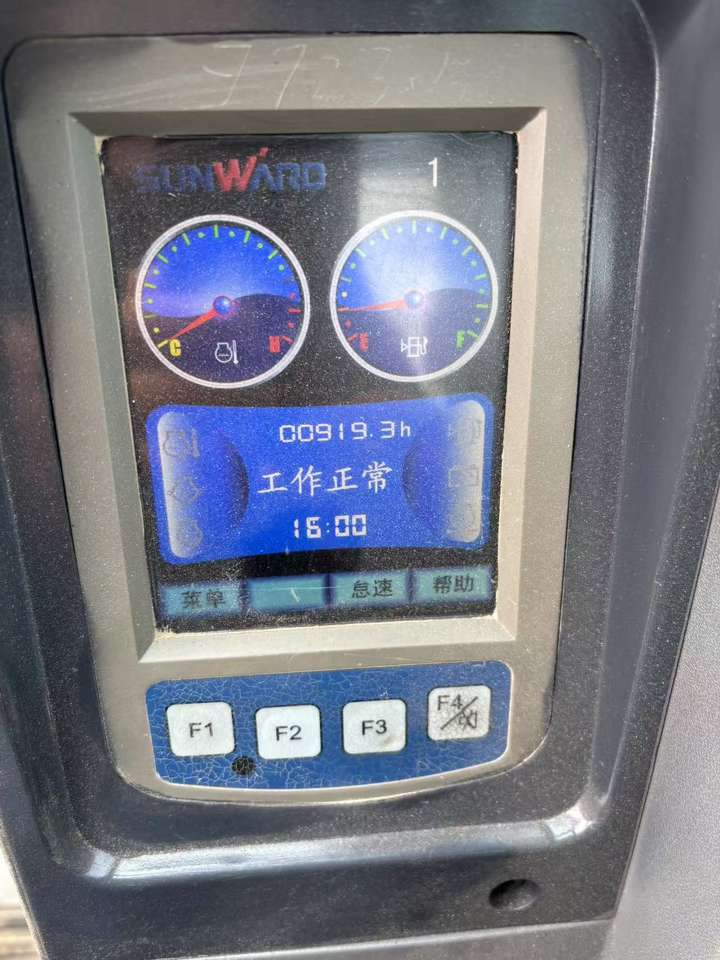 SUNWARD 1
C H E F
00919.3h
工作正常
16:00
菜单 怠速 帮助
F1 F2 F3 F4